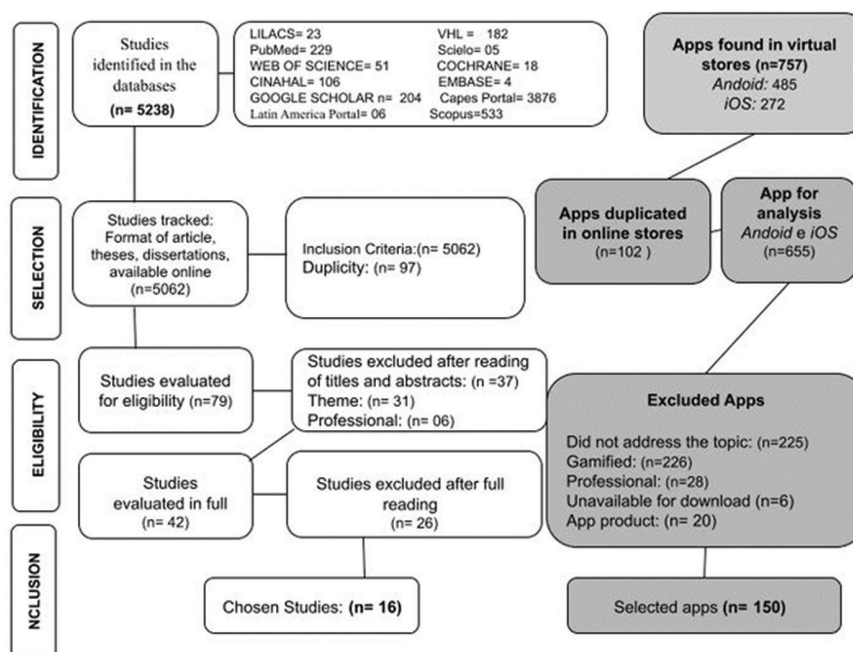 IDENTIFICATION
Studies
identified in the
databases
(n= 5238)
LILACS = 23 VHL = 182
PubMed= 229 Scielo= 05
WEB OF SCIENCE= 51 COCHRANE= 18
CINAHAL= 106 EMBASE= 4
GOOGLE SCHOLAR n= 204 Capes Portal= 3876
Latin America Portal= 06 Scopus=533
Apps found in virtual
stores (n=757)
Andoid: 485
iOS: 272
SELECTION
Studies tracked:
Format of article,
theses, dissertations,
available online
(n=5062)
Inclusion Criteria:(n= 5062)
Duplicity: (n= 97)
Apps duplicated
in online stores
(n=102 )
App for
analysis
Andoid e iOS
(n=655)
ELIGIBILITY
Studies evaluated
for eligibility (n=79)
Studies excluded after reading
of titles and abstracts: (n =37)
Theme: (n= 31)
Professional: (n= 06)
Studies
evaluated in full
(n= 42)
Studies excluded after full
reading
(n= 26)
Excluded Apps
Did not address the topic: (n=225)
Gamified: (n=226)
Professional: (n=28)
Unavailable for download (n=6)
App product: (n= 20)
NCLUSION
Chosen Studies: (n= 16)
Selected apps (n= 150)